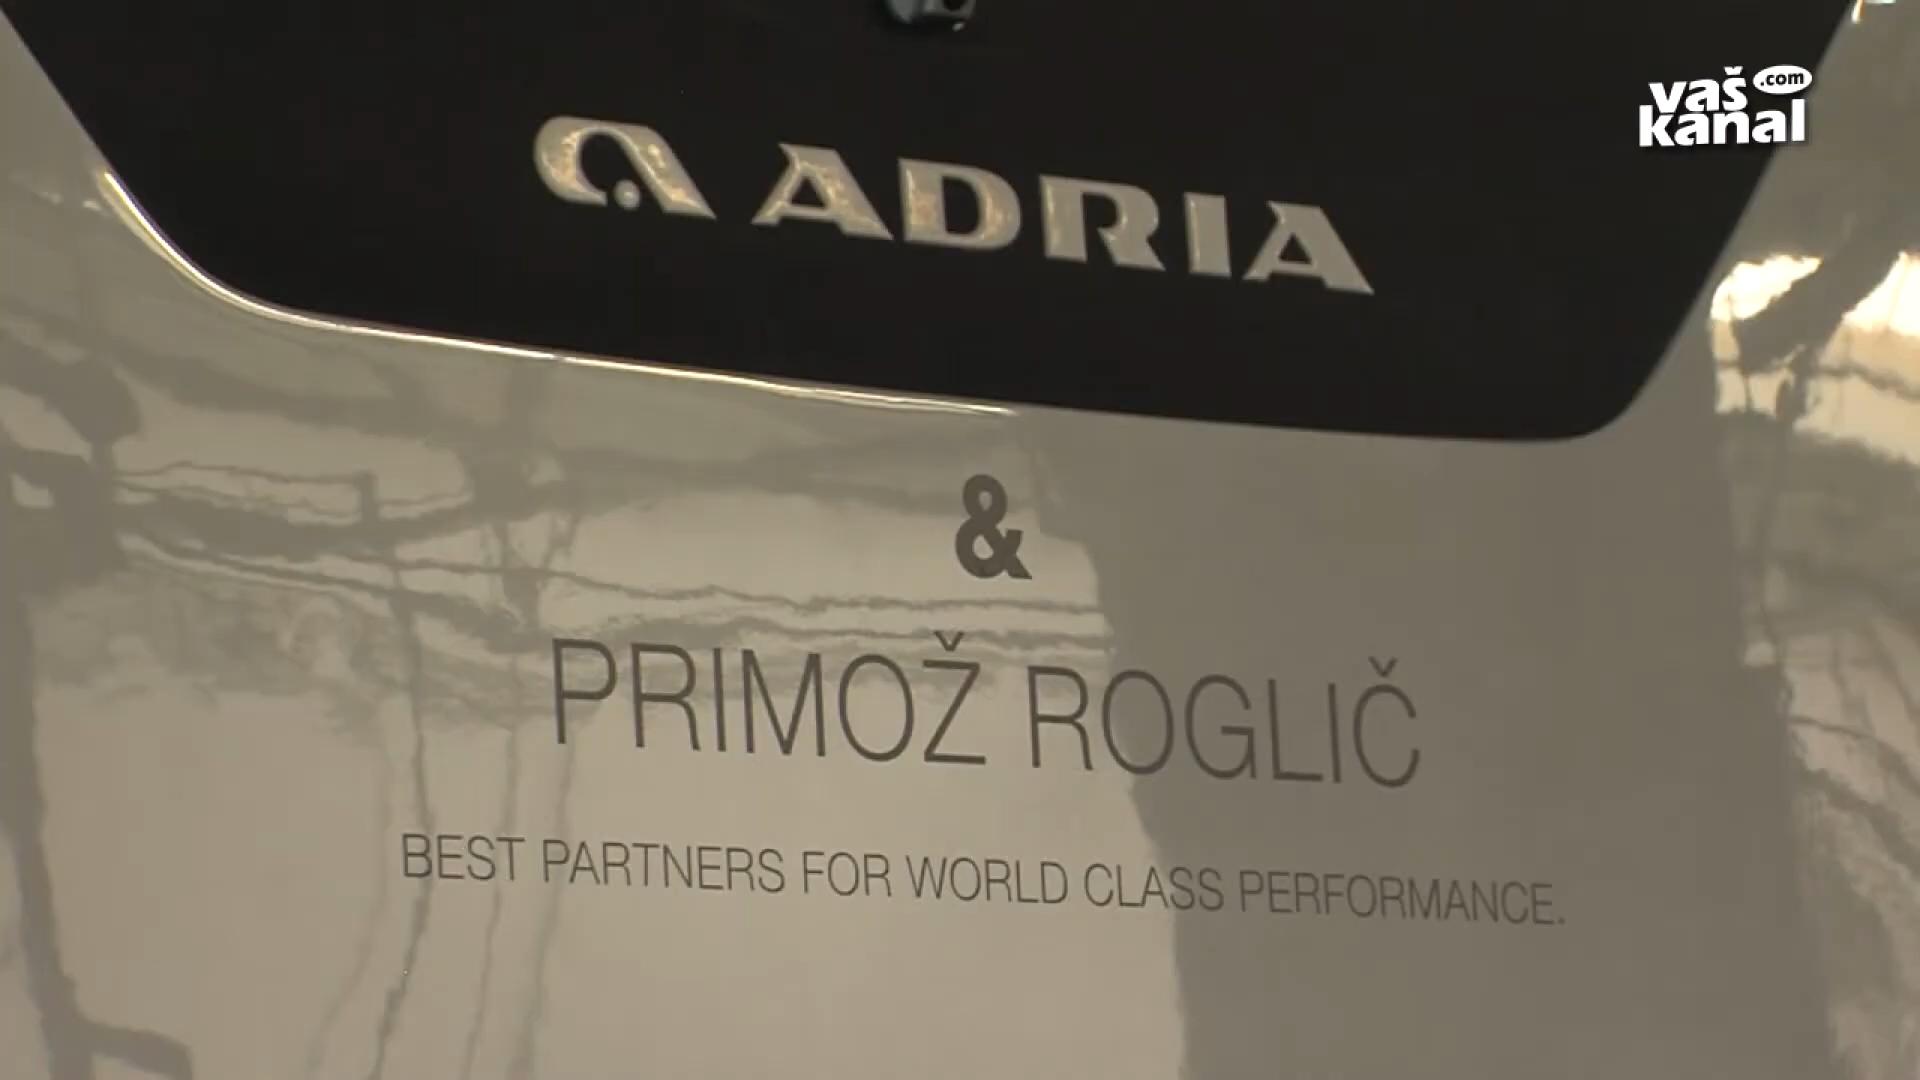 vaš .com
kanal
ADRIA
&
PRIMOŽ ROGLIČ
BEST PARTNERS FOR WORLD CLASS PERFORMANCE.